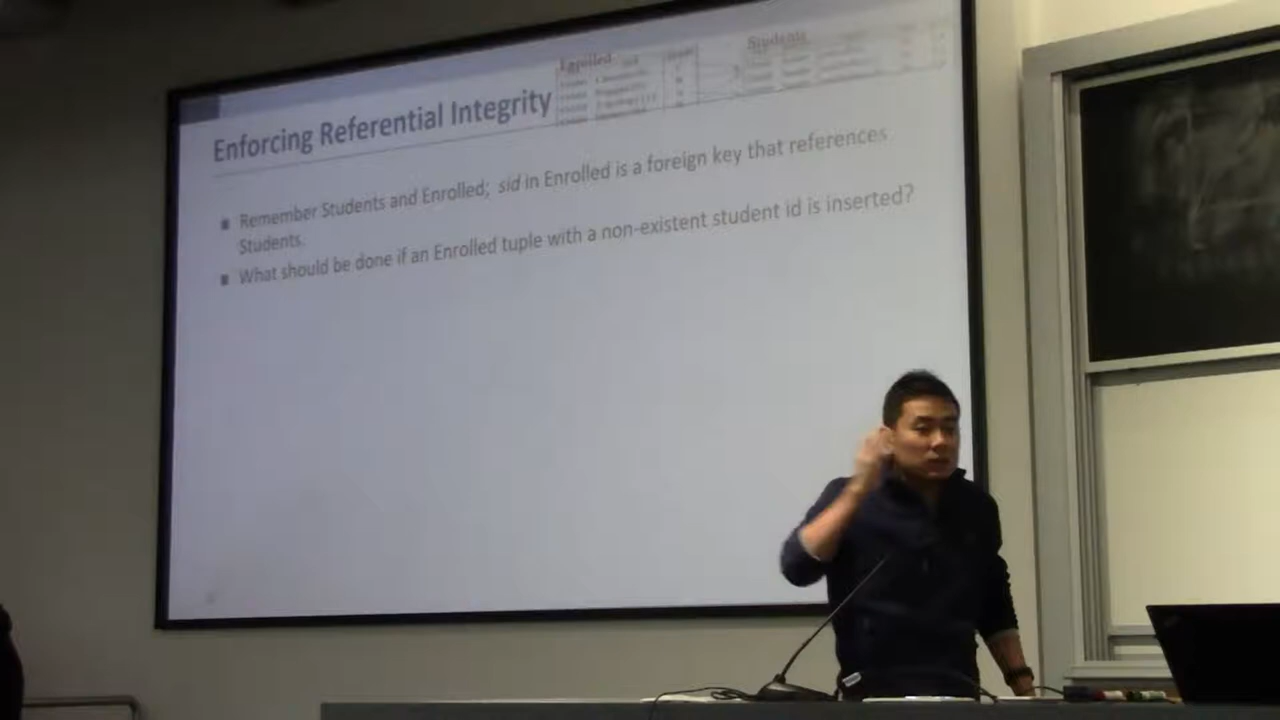 Enrolled
Students
Enforcing Referential Integrity
Remember Students and Enrolled; sid in Enrolled is a foreign key that references
Students.
What should be done if an Enrolled tuple with a non-existent student id is inserted?